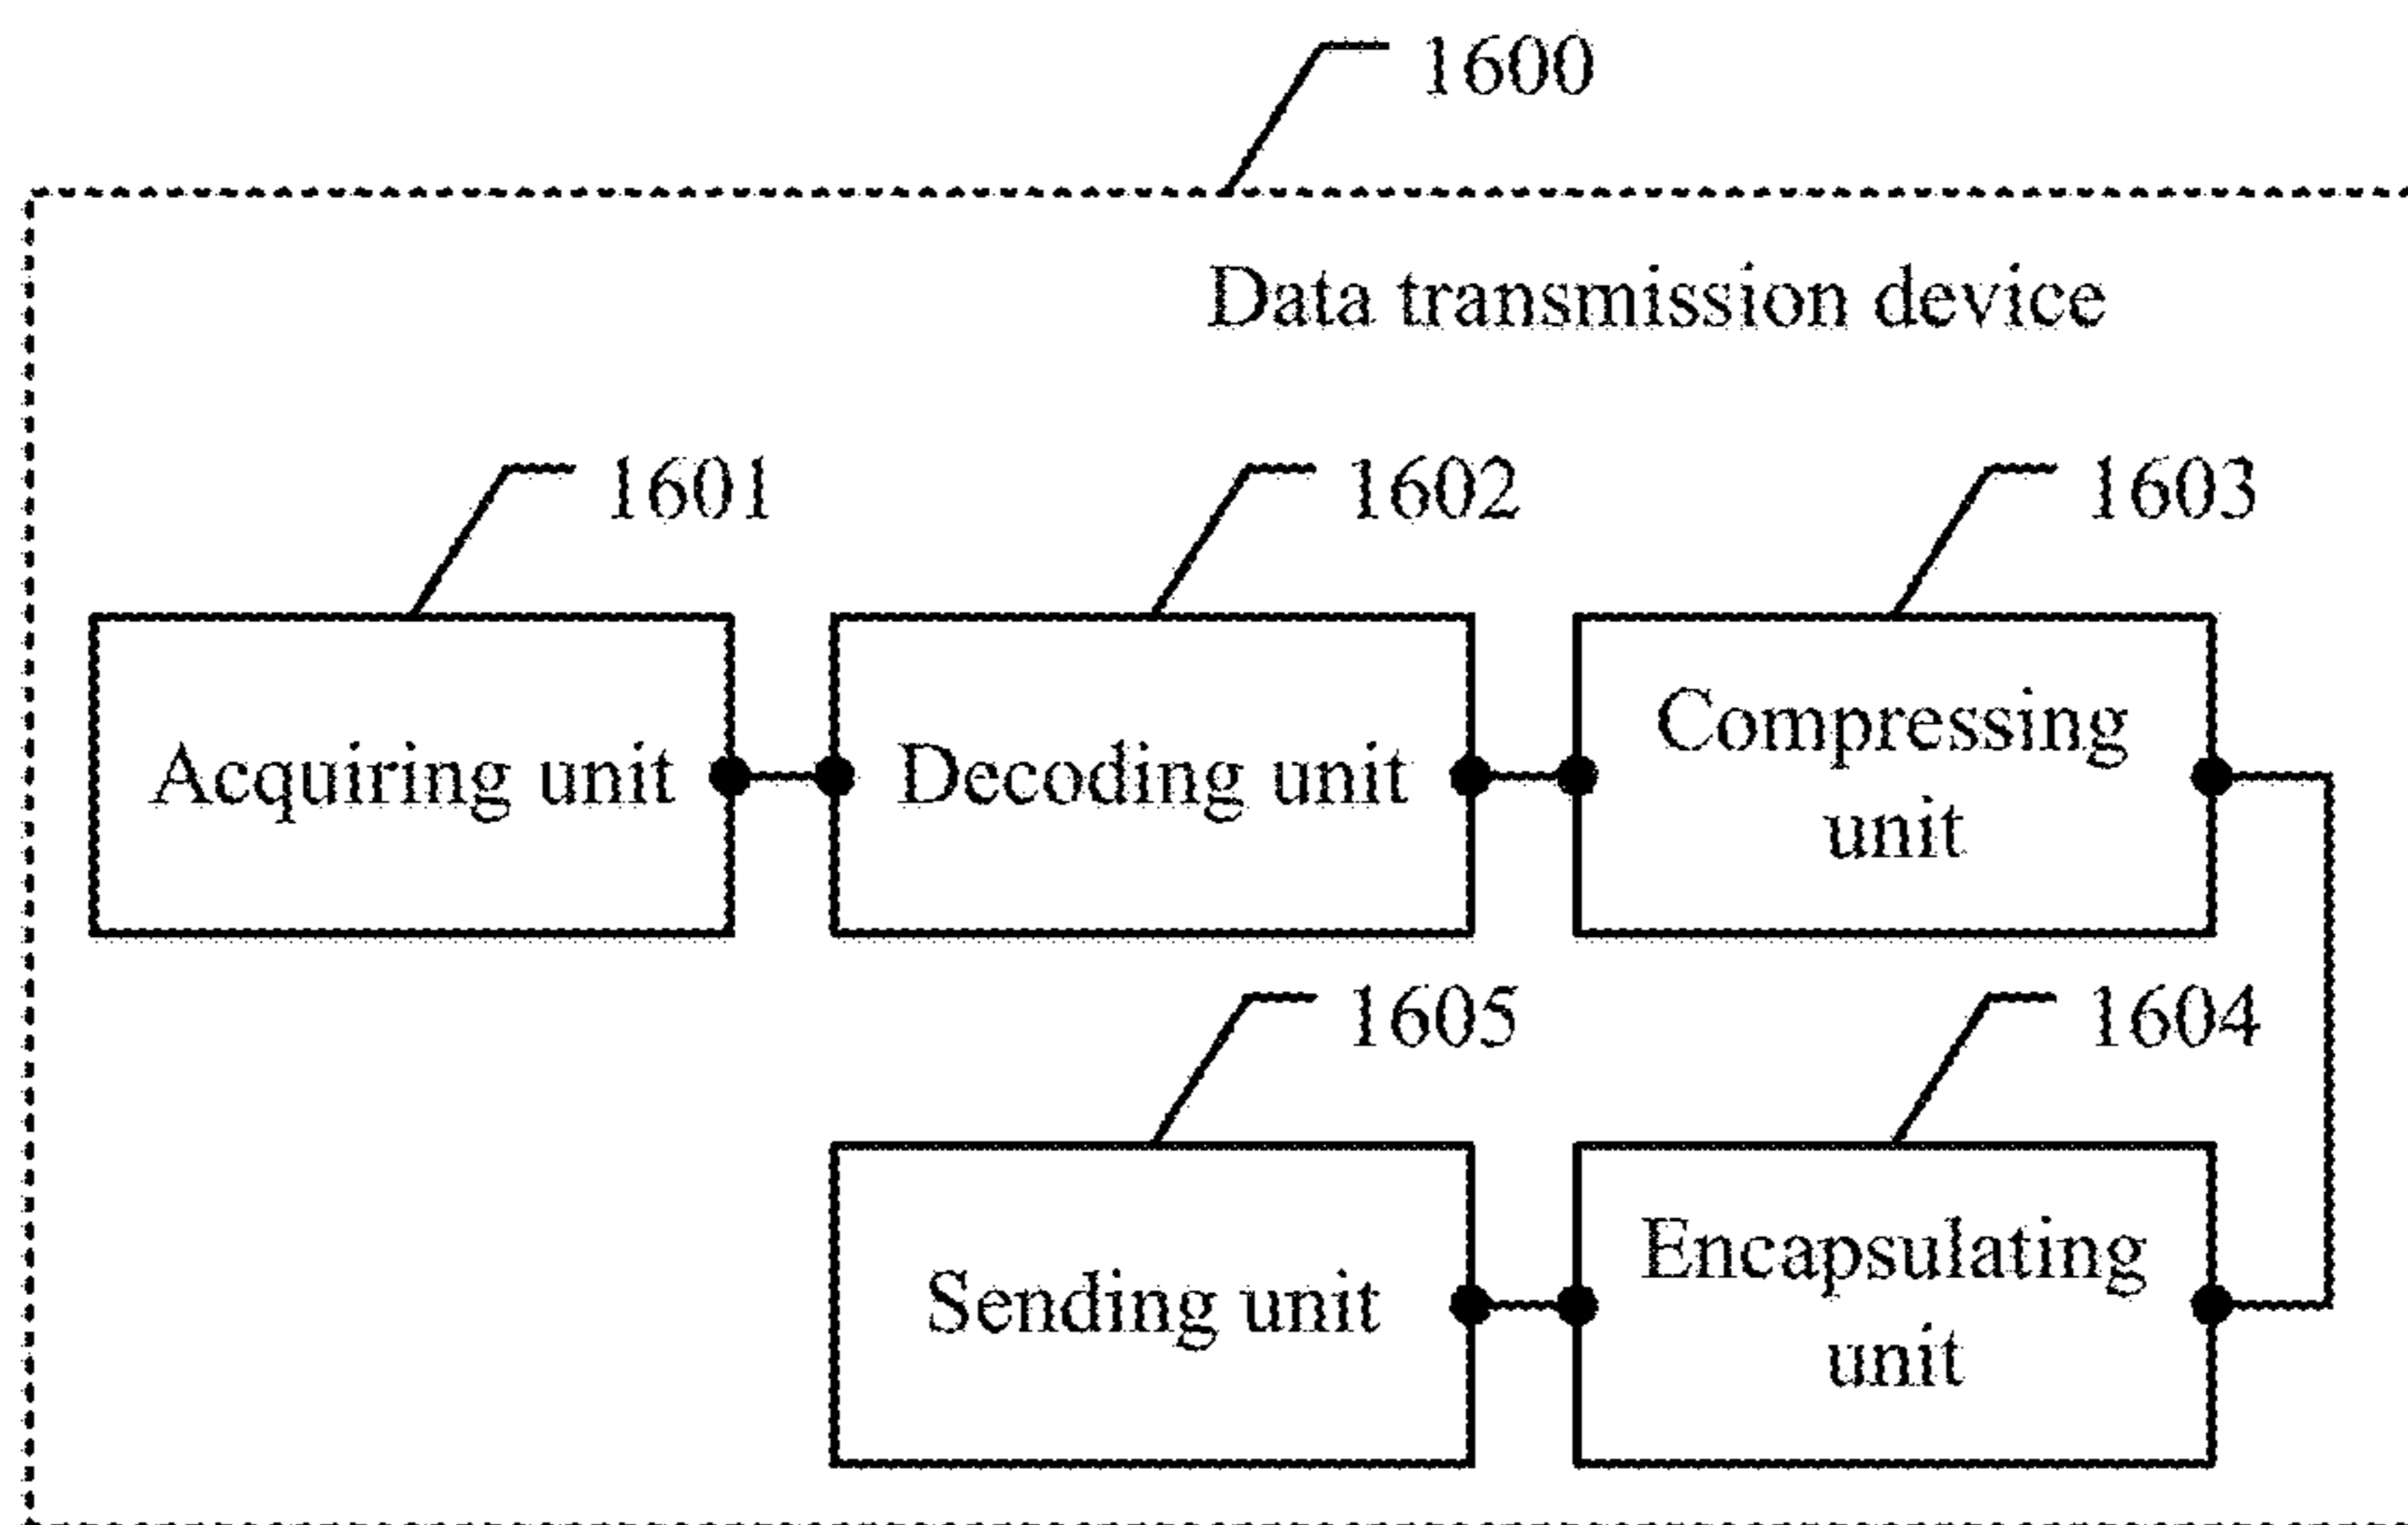 1600
Data transmission device
1601
1602
1603
Acquiring unit
Decoding unit
Compressing
unit
1605
1604
Sending unit
Encapsulating
unit